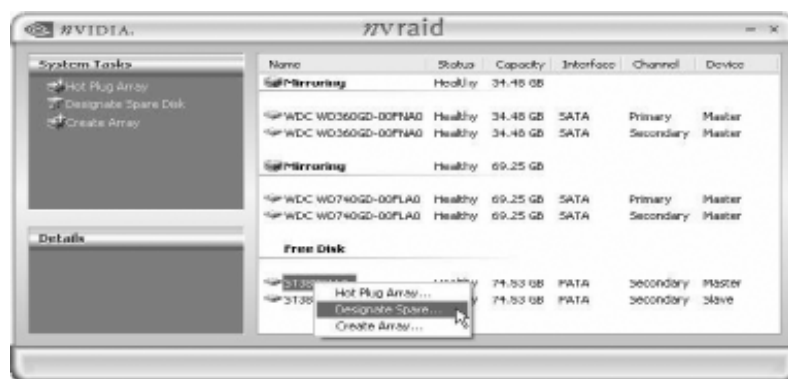 NVIDIA. nvraid
System Tasks
Hot Plug Array
Designate Spare Disk
Create Array
Details
Name Status Capacity Interface Channel Device
Mirroring Healthy 34.48 GB
WDC WD360GD-00FNA0 Healthy 34.48 GB SATA Primary Master
WDC WD360GD-00FNA0 Healthy 34.48 GB SATA Secondary Master
Mirroring Healthy 69.25 GB
WDC WD740GD-00FLA0 Healthy 69.25 GB SATA Primary Master
WDC WD740GD-00FLA0 Healthy 69.25 GB SATA Secondary Master
Free Disk
74.53 GB PATA Secondary Master
74.53 GB PATA Secondary Slave
Hot Plug Array...
Designate Spare...
Create Array...